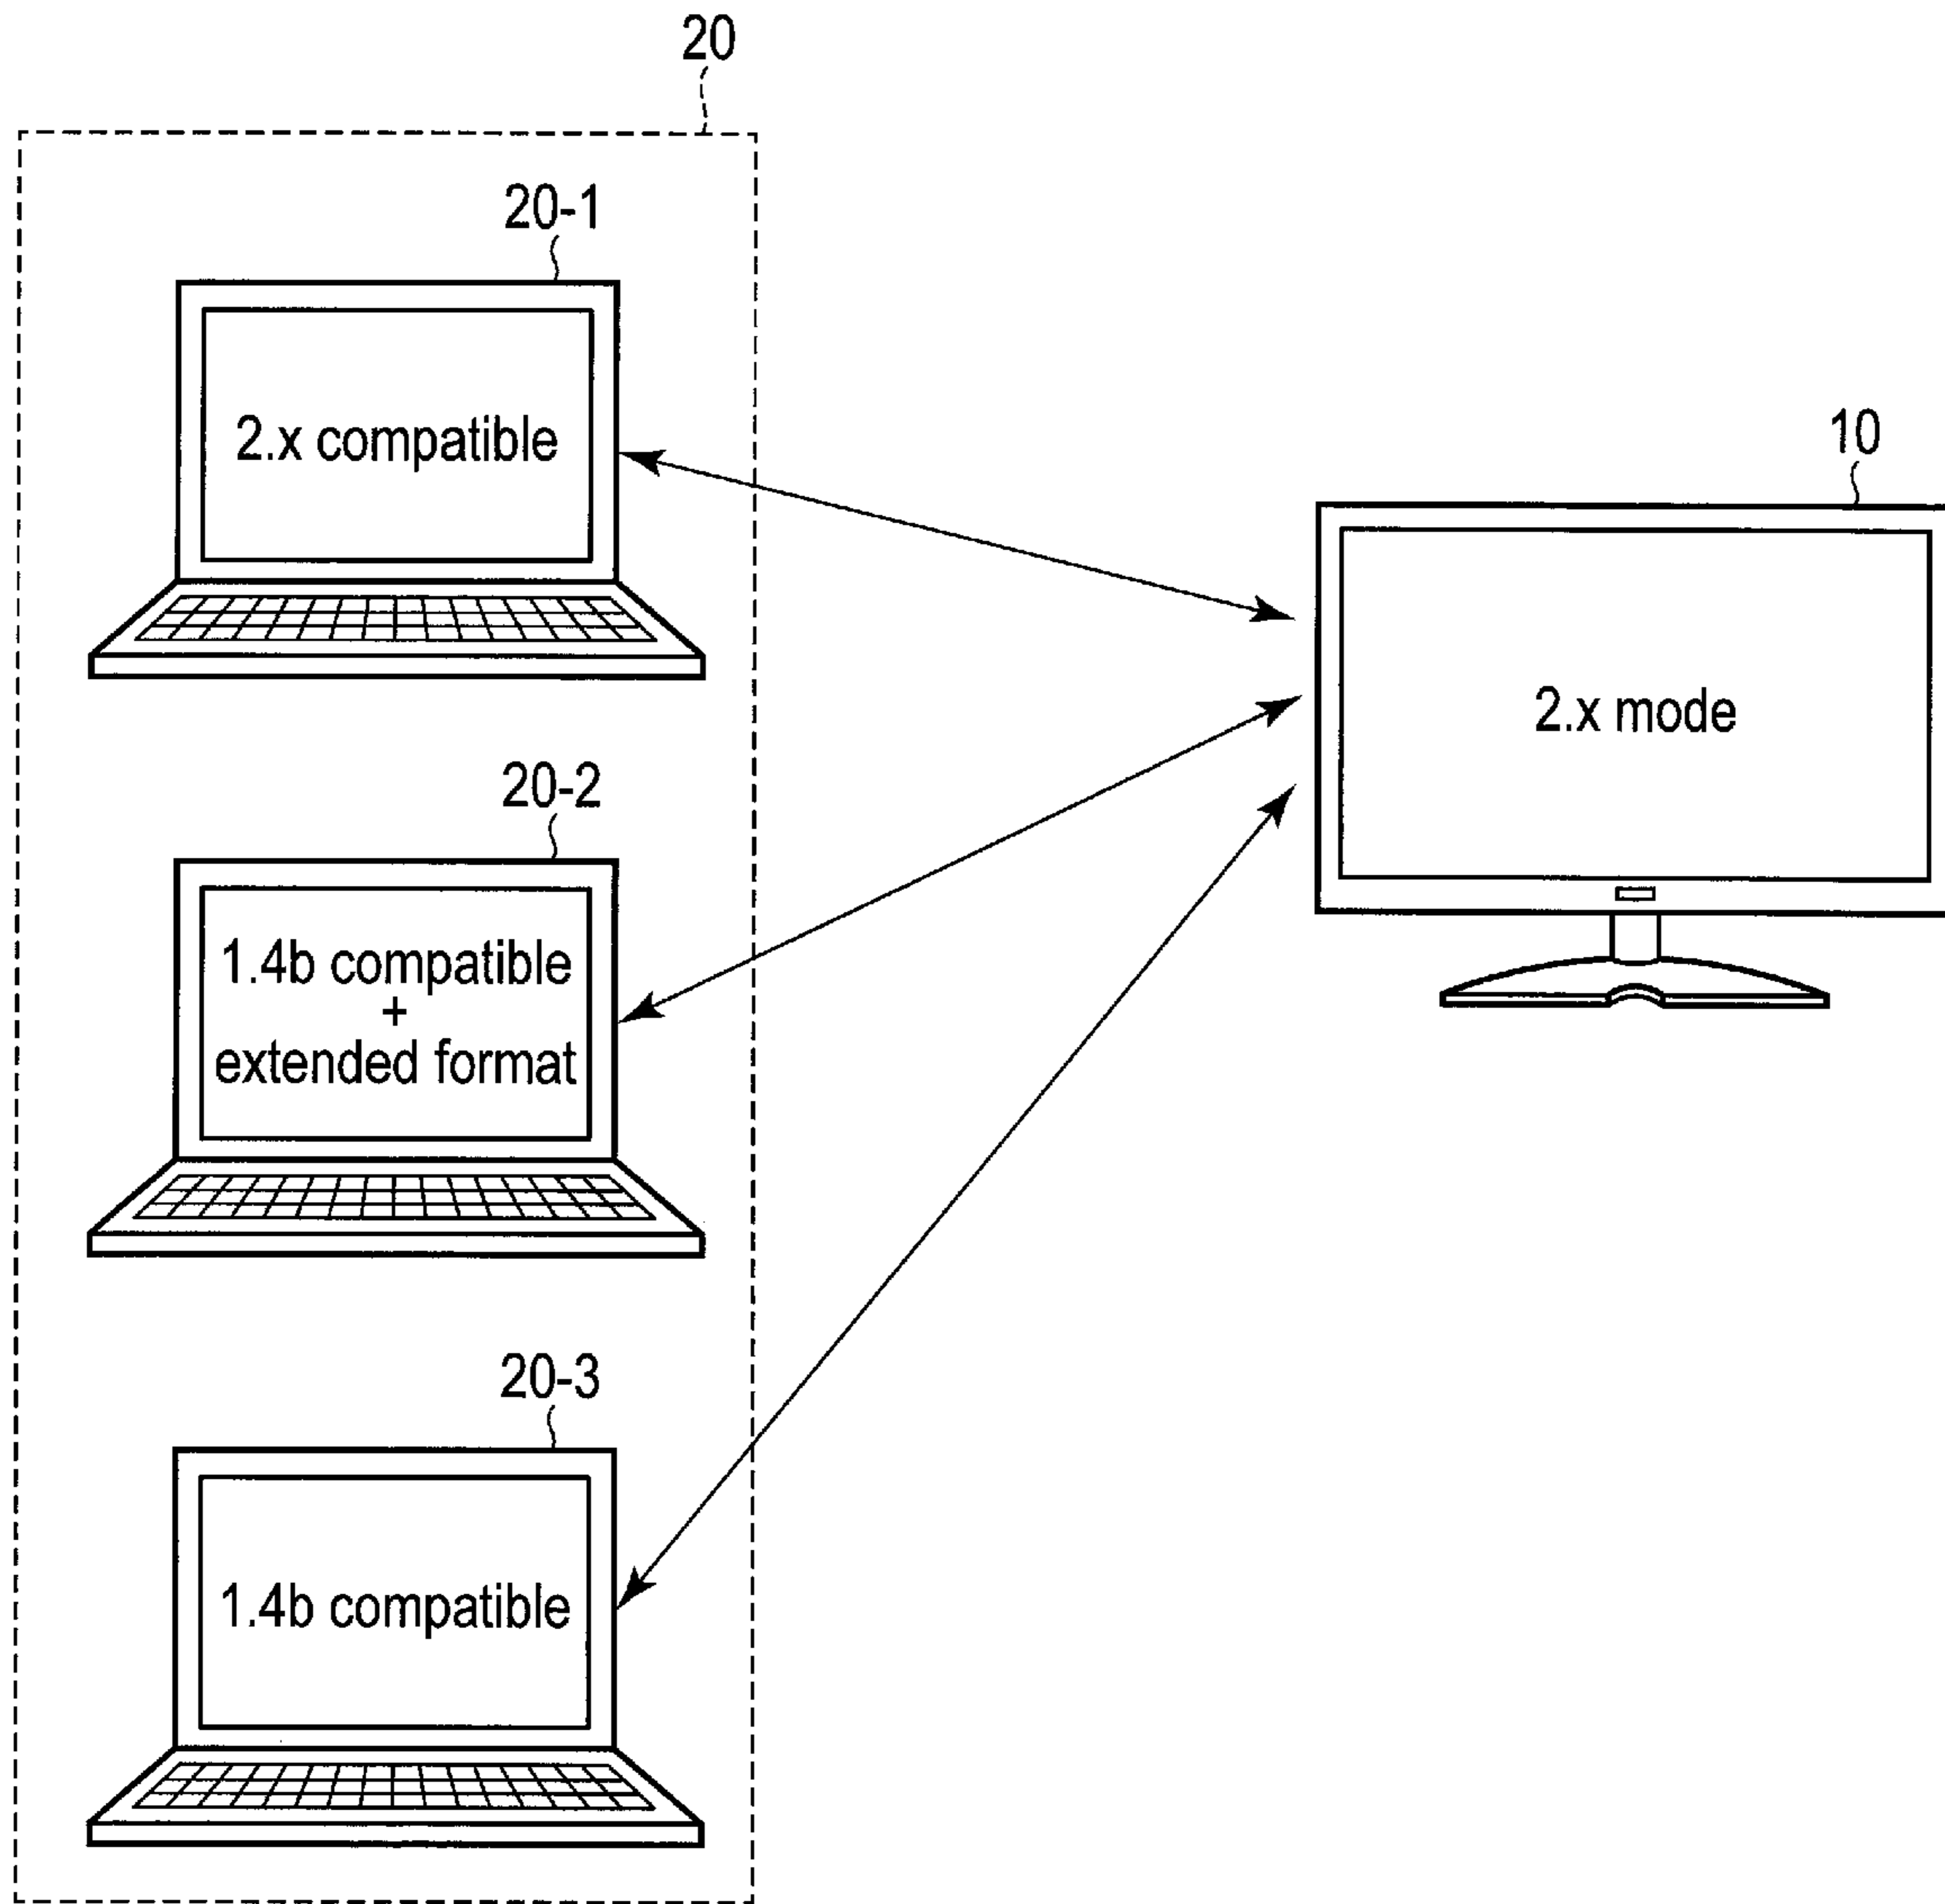 20
20-1
2.x compatible
10
2.x mode
20-2
1.4b compatible
+
extended format
20-3
1.4b compatible